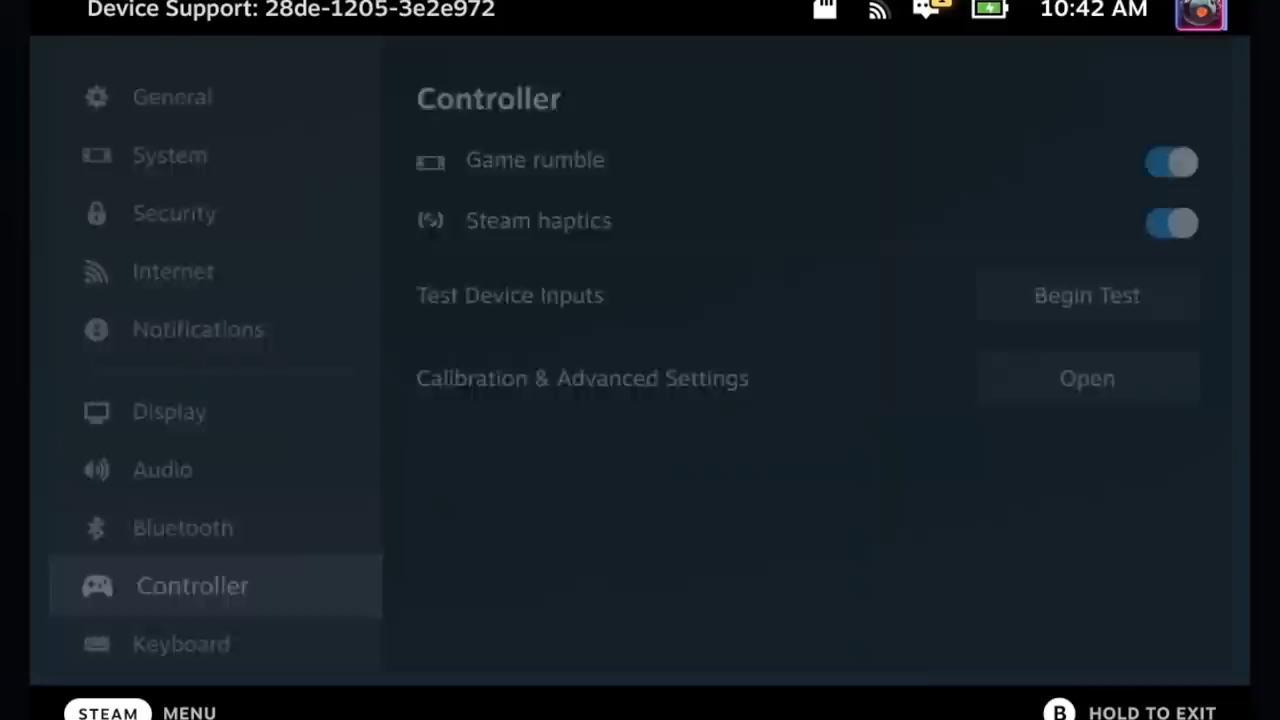 Device Support: 28de-1205-3e2e972
10:42 AM
General
System
Security
Internet
Notifications
Display
Audio
Bluetooth
Controller
Keyboard
Controller
Game rumble
Steam haptics
Test Device Inputs
Begin Test
Calibration & Advanced Settings
Open
STEAM MENU
B HOLD TO EXIT